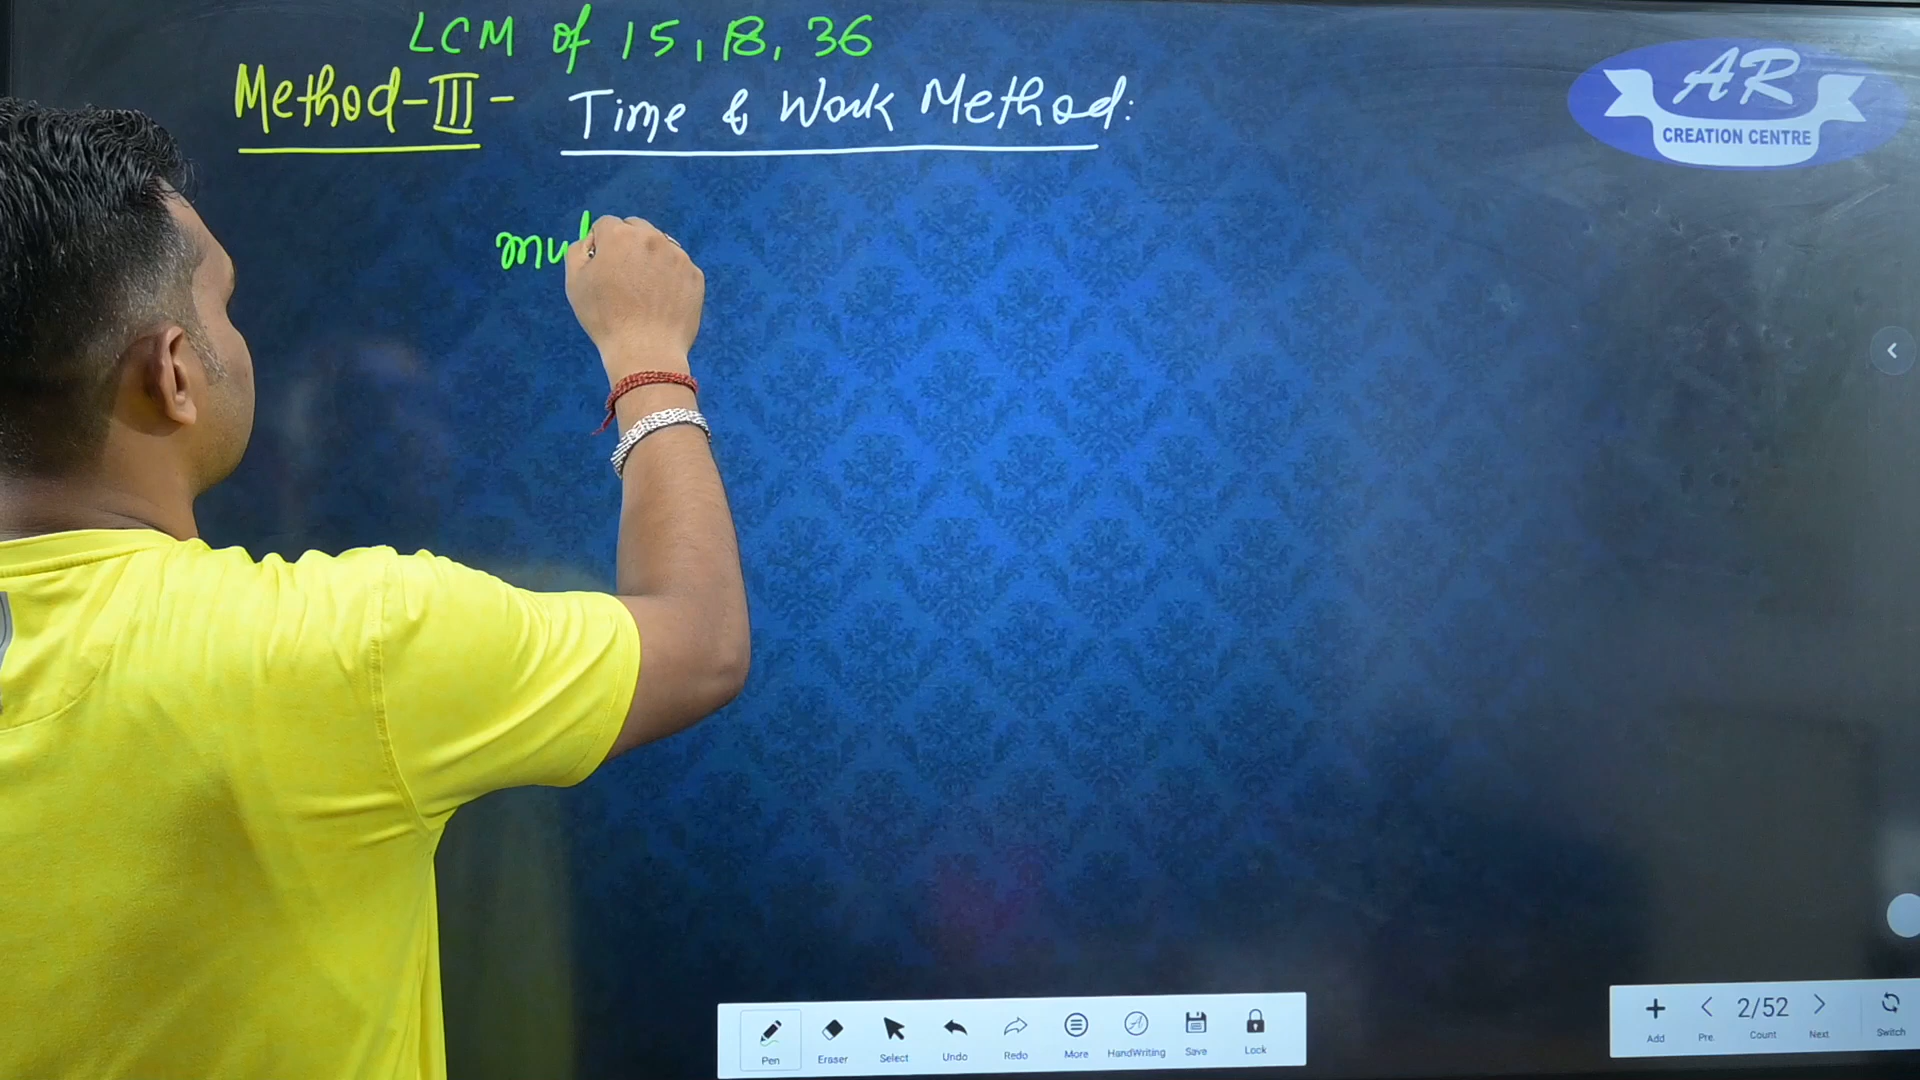 LCM of 15, 18, 36
Method-III- Time & Work Method:
AR
CREATION CENTRE
Pen
Eraser
Select
Undo
Redo
More
HandWriting
Save
Lock
Add
Pre.
2/52
Count
Next
Switch